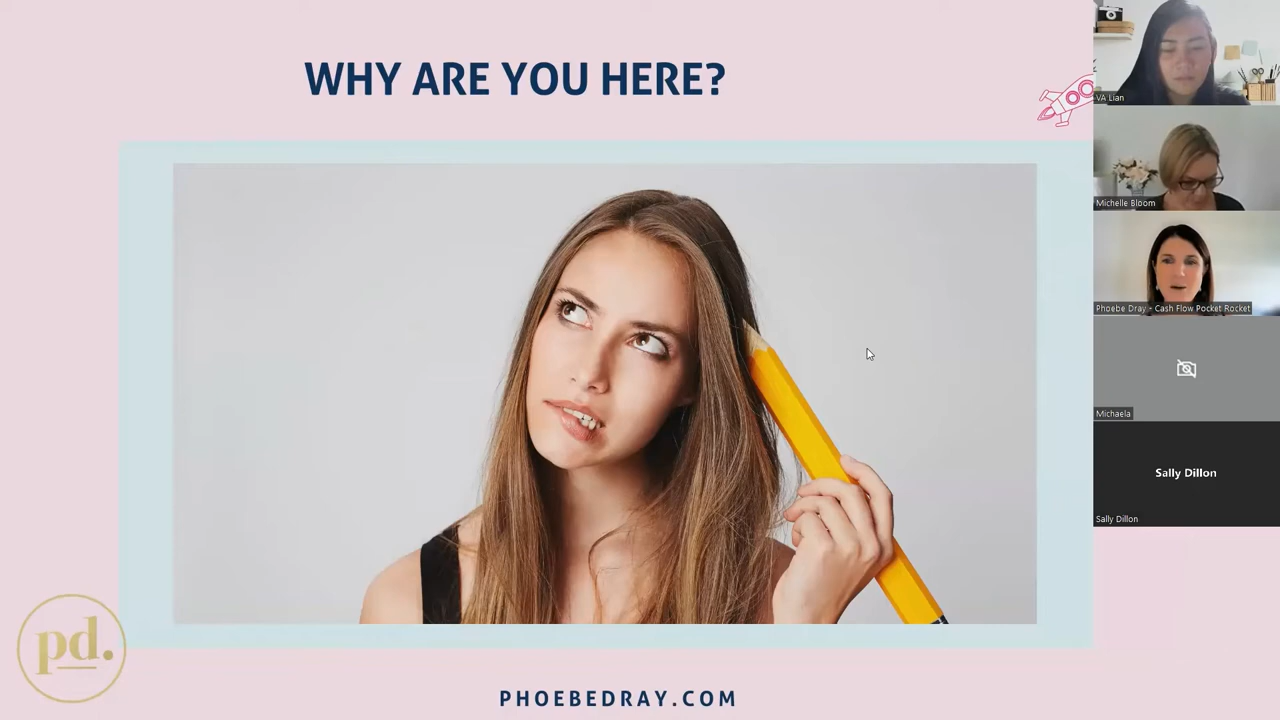 WHY ARE YOU HERE?
VA Lian
Michelle Bloom
Phoebe Dray - Cash Flow Pocket Rocket
Michaela
Sally Dillon
Sally Dillon
pd.
PHOEBEDRAY.COM